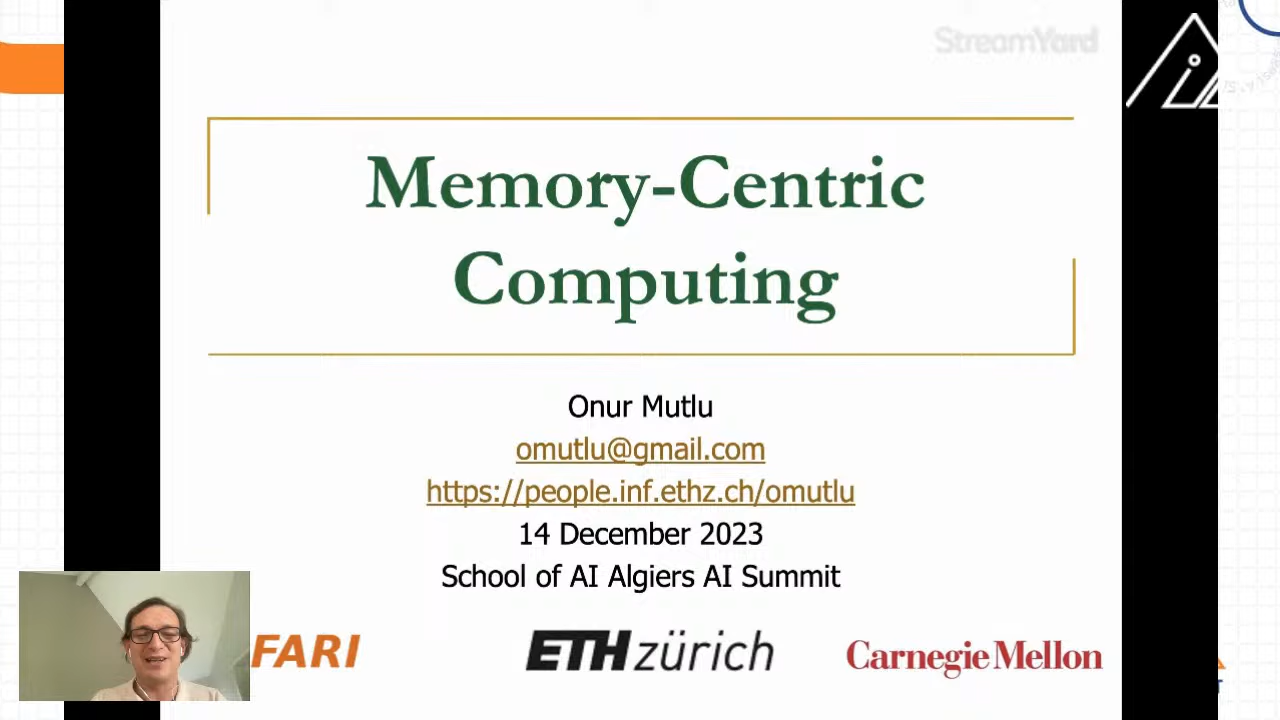 StreamYard
Memory-Centric
Computing
Onur Mutlu
omutlu@gmail.com
https://people.inf.ethz.ch/omutlu
14 December 2023
School of AI Algiers AI Summit
FARI
ETH zürich
Carnegie Mellon